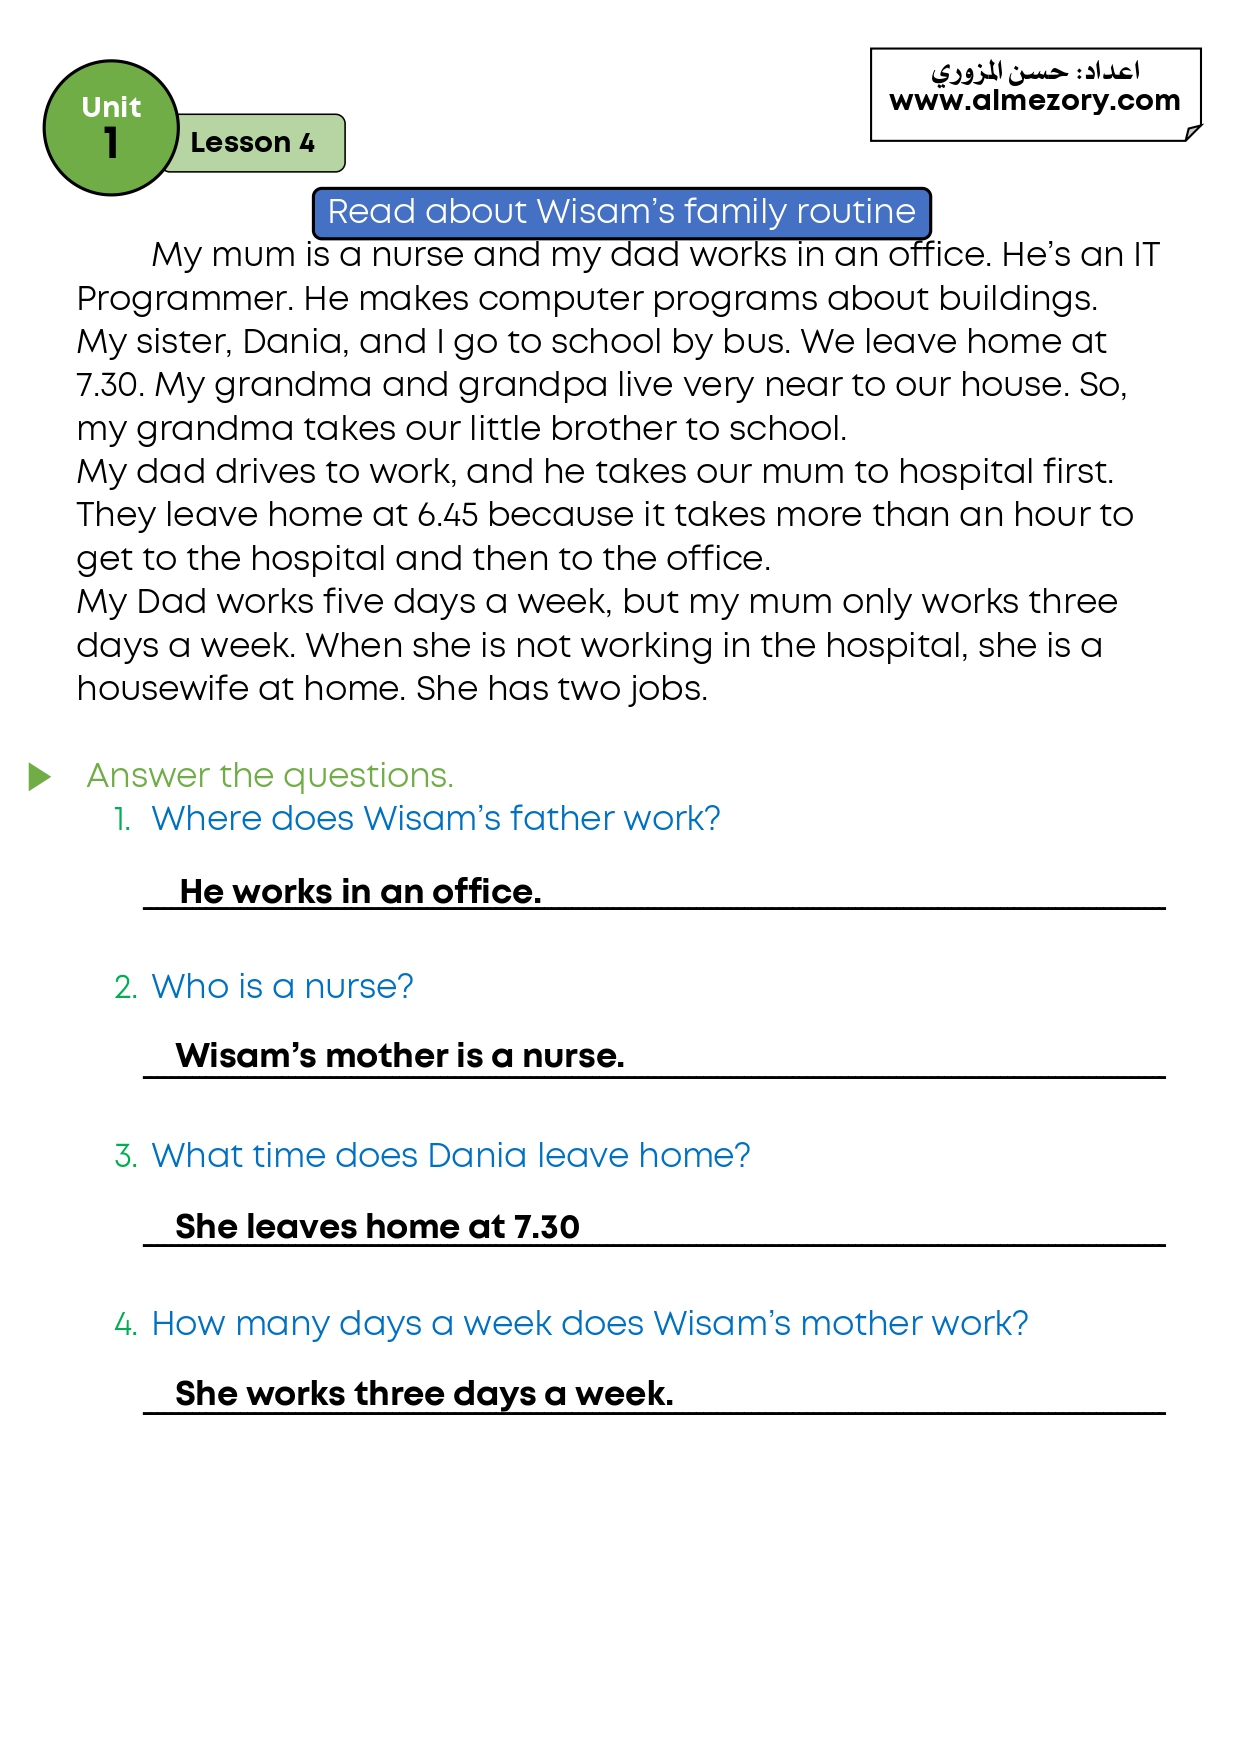 Unit
1
Lesson 4
اعداد: حسن المزوري
www.almezory.com
Read about Wisam’s family routine
My mum is a nurse and my dad works in an office. He’s an IT
Programmer. He makes computer programs about buildings.
My sister, Dania, and I go to school by bus. We leave home at
7.30. My grandma and grandpa live very near to our house. So,
my grandma takes our little brother to school.
My dad drives to work, and he takes our mum to hospital first.
They leave home at 6.45 because it takes more than an hour to
get to the hospital and then to the office.
My Dad works five days a week, but my mum only works three
days a week. When she is not working in the hospital, she is a
housewife at home. She has two jobs.
Answer the questions.
1. Where does Wisam’s father work?
He works in an office.
2. Who is a nurse?
Wisam’s mother is a nurse.
3. What time does Dania leave home?
She leaves home at 7.30
4. How many days a week does Wisam’s mother work?
She works three days a week.